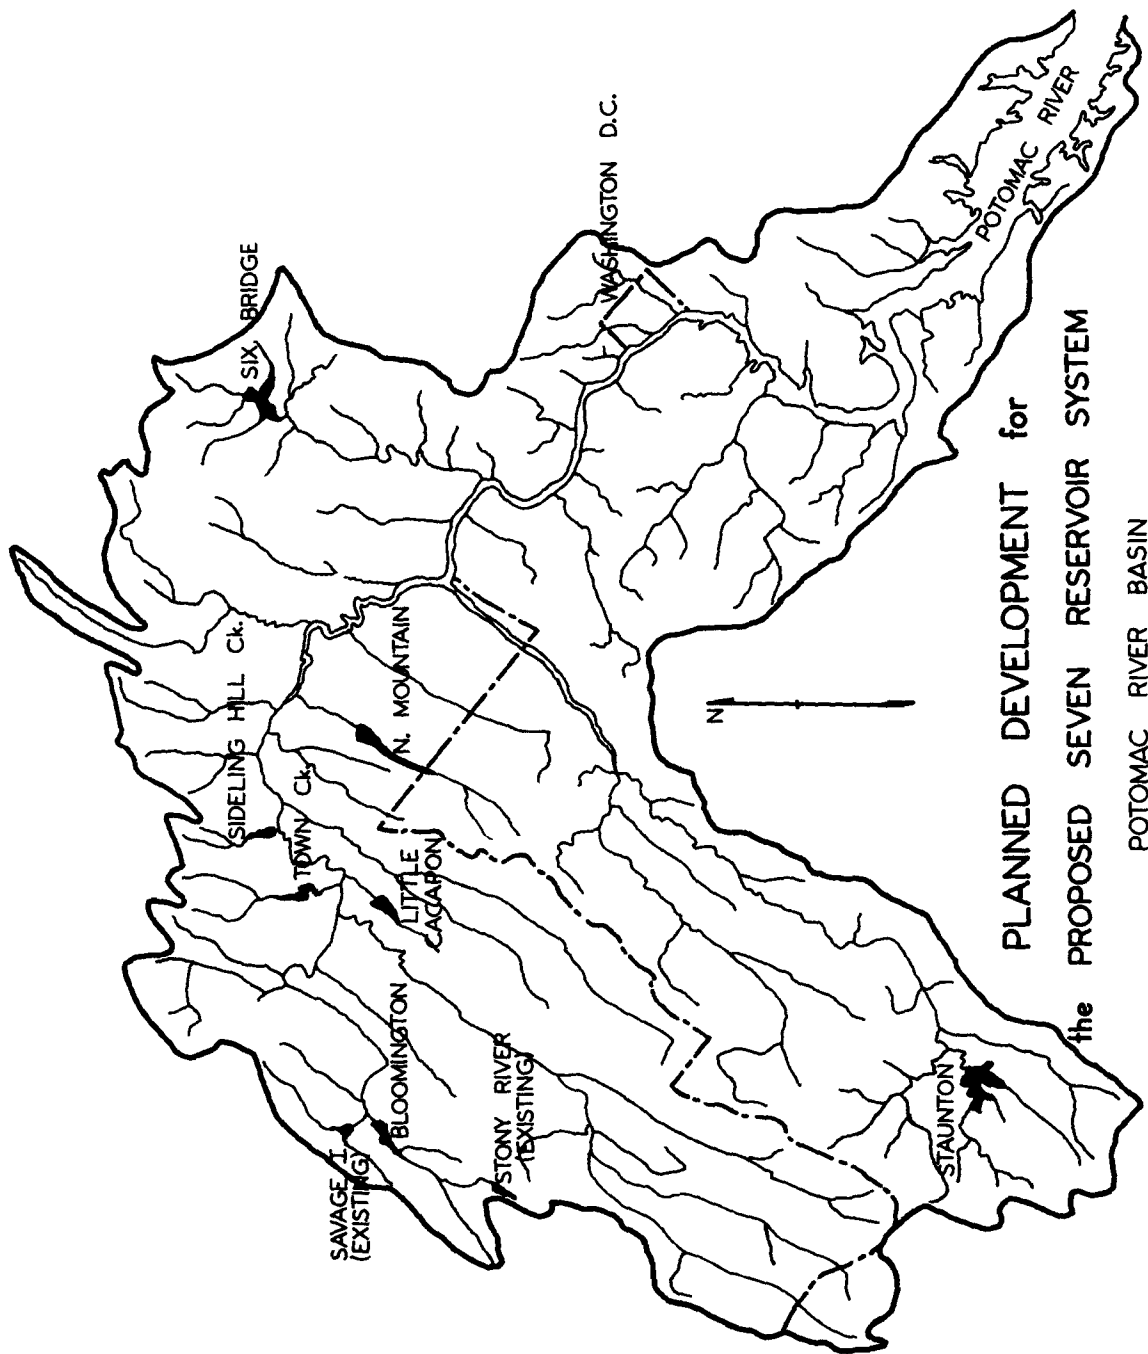 SIX BRIDGE
WASHINGTON D.C.
POTOMAC RIVER
SIDELING HILL Ck.
TOWN Ck.
N. MOUNTAIN
LITTLE
CACAPON
BLOOMINGTON
SAVAGE I
(EXISTING)
STONY RIVER
(EXISTING)
STAUNTON
N
PLANNED DEVELOPMENT for
the PROPOSED SEVEN RESERVOIR SYSTEM
POTOMAC RIVER BASIN